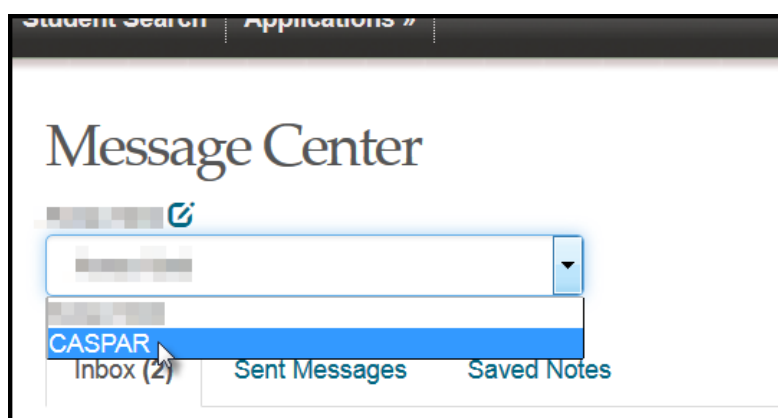 Student Search Applications »
Message Center
CASPAR
Inbox (2) Sent Messages Saved Notes